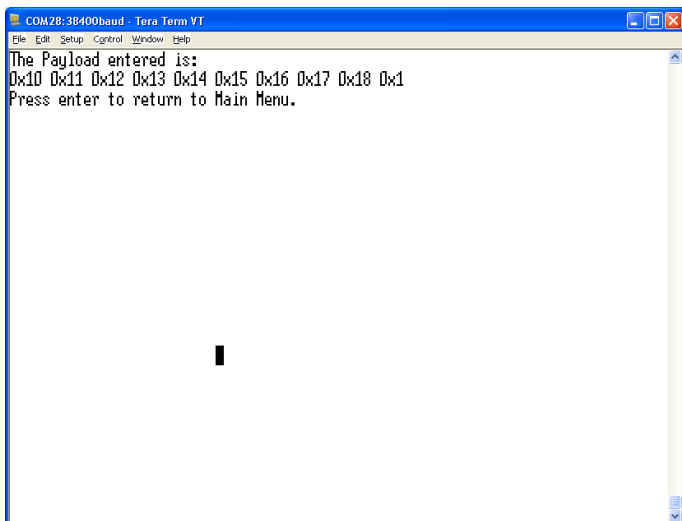 COM28:38400baud - Tera Term VT
File Edit Setup Control Window Help
The Payload entered is:
0x10 0x11 0x12 0x13 0x14 0x15 0x16 0x17 0x18 0x1
Press enter to return to Main Menu.